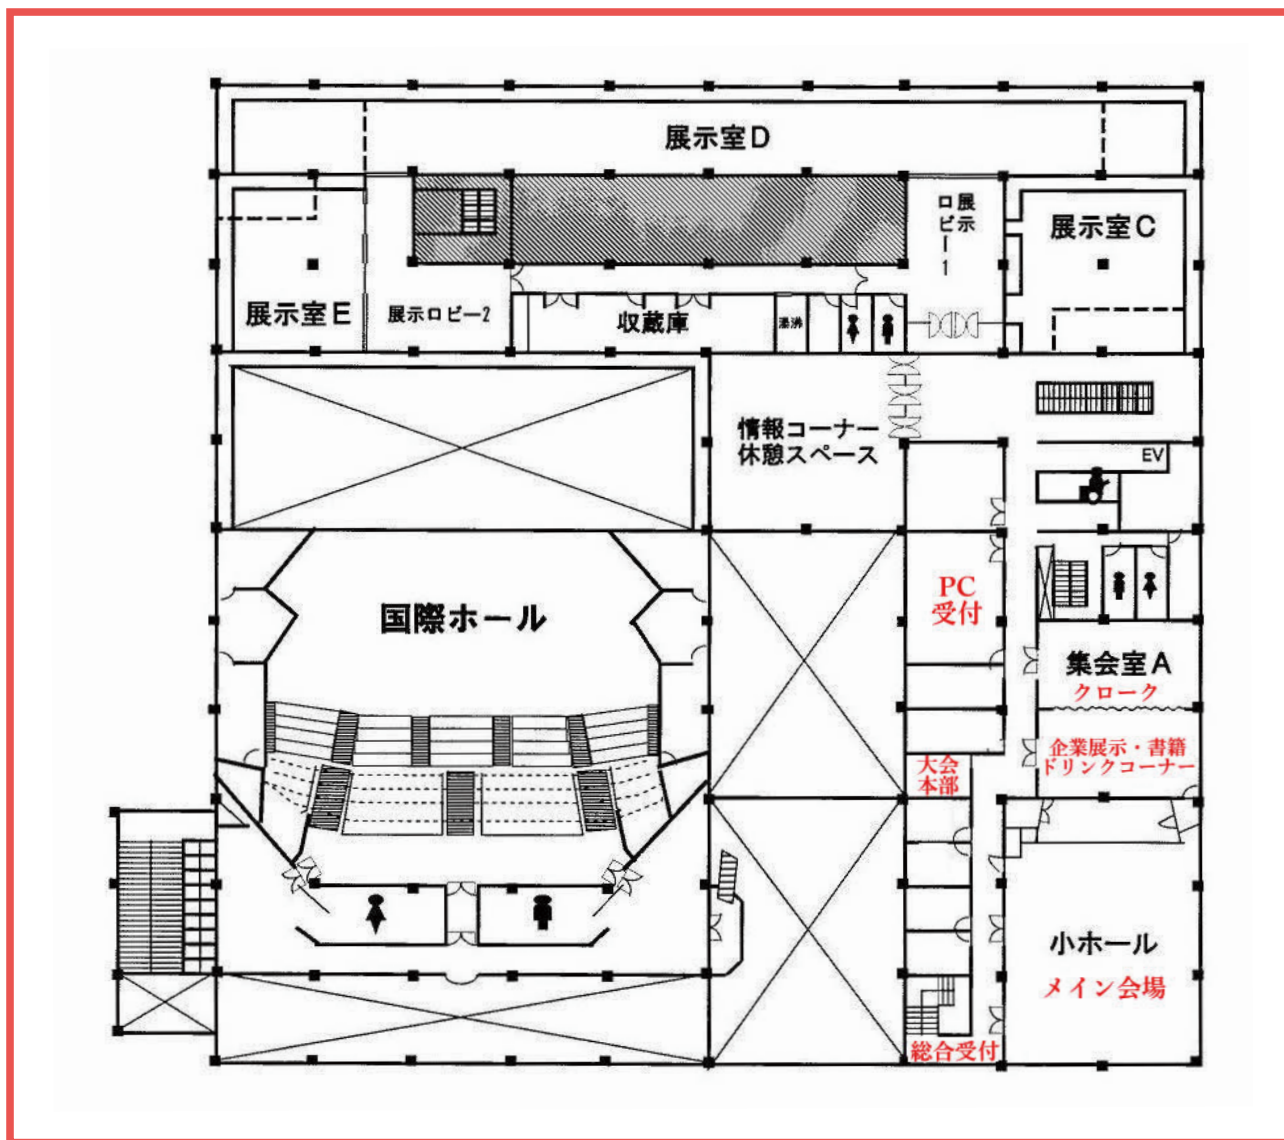 展示室D
展示
ロビー1
展示室C
展示室E
展示ロビー2
収蔵庫
湯沸
情報コーナー
休憩スペース
EV
国際ホール
PC
受付
集会室A
クローク
企業展示・書籍
ドリンクコーナー
大会
本部
小ホール
メイン会場
総合受付